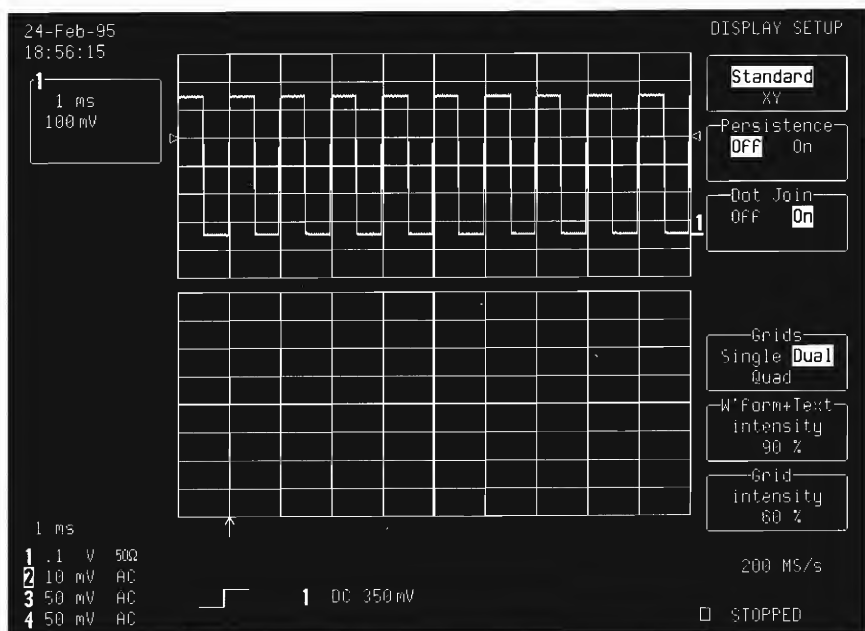 24-Feb-95
18:56:15
DISPLAY SETUP
1
1 ms
100 mV
Standard
XY
Persistence
Off On
Dot Join
Off On
1
Grids
Single Dual
Quad
W'form+Text
intensity
90 %
Grid
intensity
60 %
1 ms
1 .1 V 50Ω
2 10 mV AC
3 50 mV AC
4 50 mV AC
1 DC 350 mV
200 MS/s
STOPPED